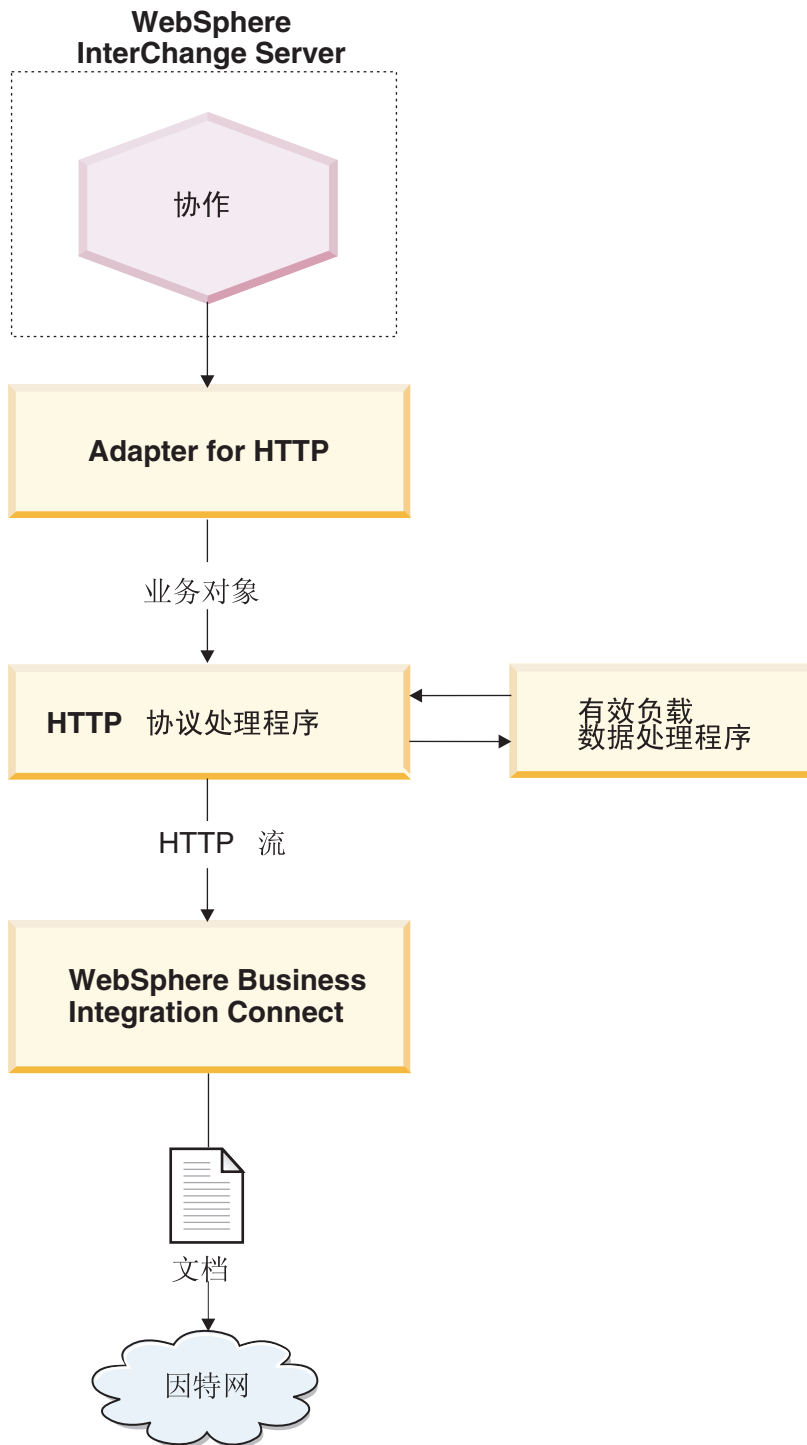 WebSphere
InterChange Server
协作
Adapter for HTTP
业务对象
HTTP 协议处理程序
有效负载
数据处理程序
HTTP 流
WebSphere Business
Integration Connect
文档
因特网